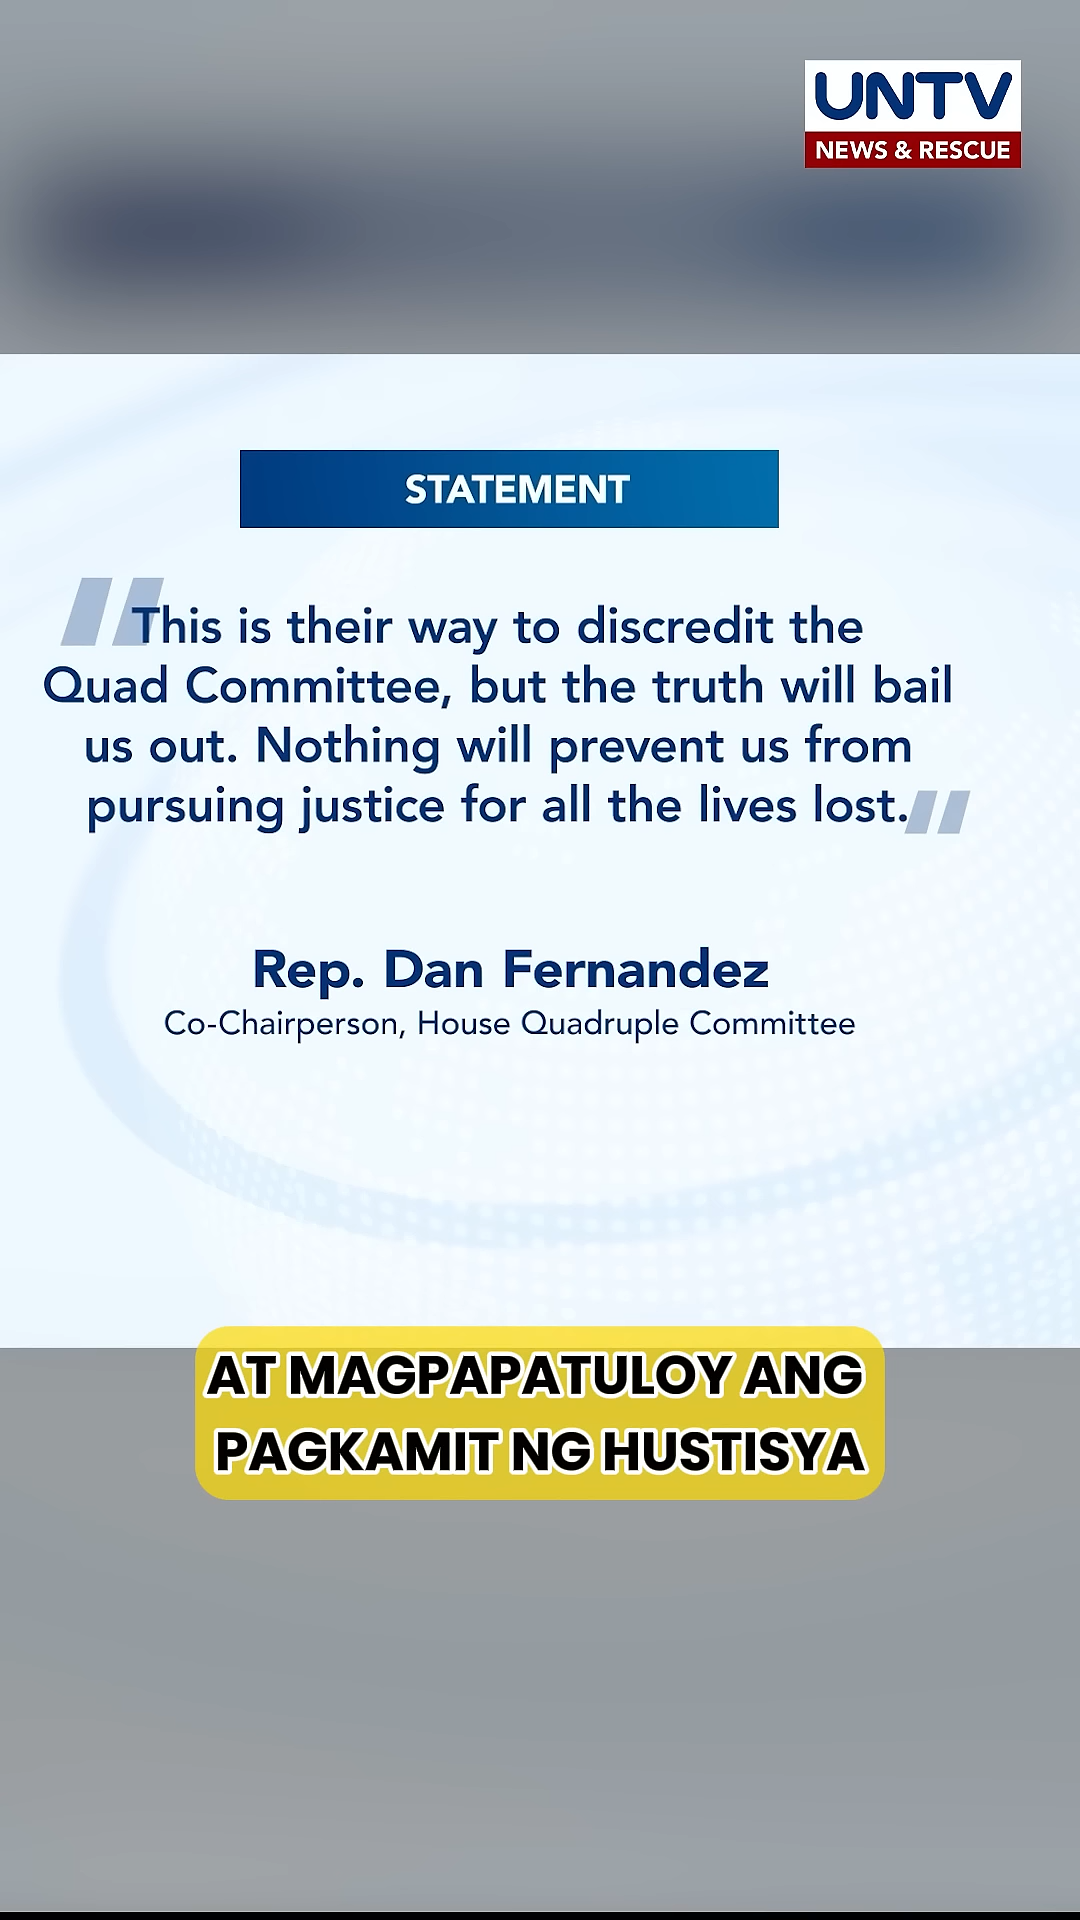 UNTV
NEWS & RESCUE
STATEMENT
"This is their way to discredit the
Quad Committee, but the truth will bail
us out. Nothing will prevent us from
pursuing justice for all the lives lost."
Rep. Dan Fernandez
Co-Chairperson, House Quadruple Committee
AT MAGPAPATULOY ANG
PAGKAMIT NG HUSTISYA